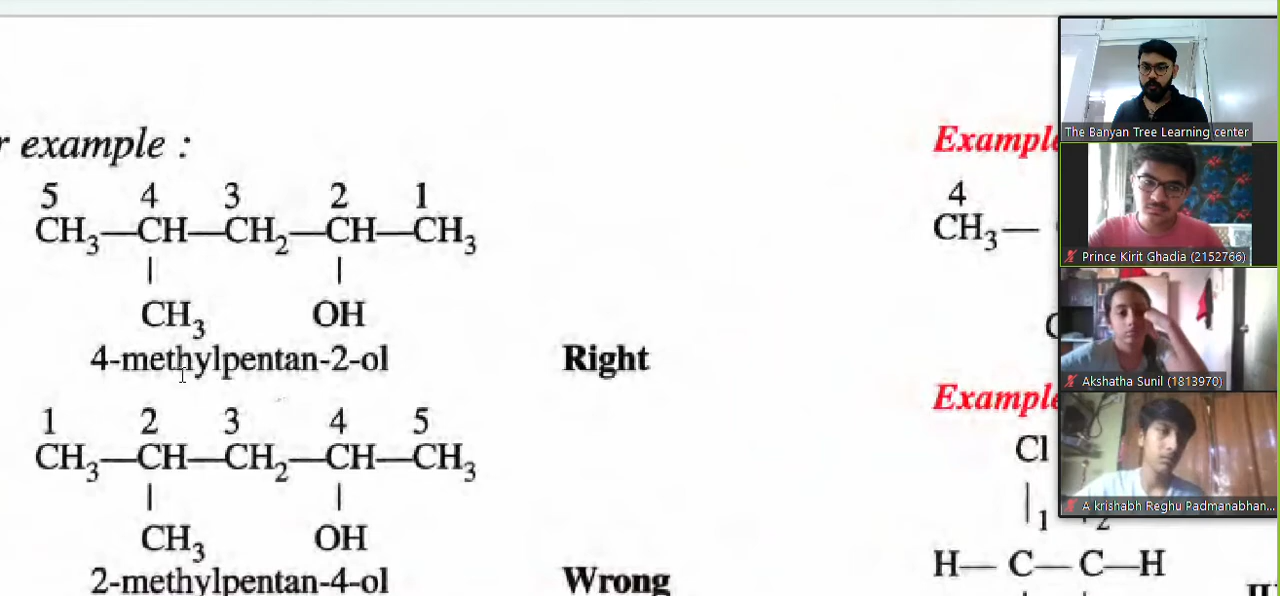 r example :
5 4 3 2 1
CH₃—CH—CH₂—CH—CH₃
| |
CH₃ OH
4-methylpentan-2-ol Right
1 2 3 4 5
CH₃—CH—CH₂—CH—CH₃
| |
CH₃ OH
2-methylpentan-4-ol Wrong
Exampl
4
CH₃—
Exampl
Cl
| 1 2
H—C—C—H
The Banyan Tree Learning center
Prince Kirit Ghadia (2152766)
Akshatha Sunil (1813970)
A krishabh Reghu Padmanabhan...